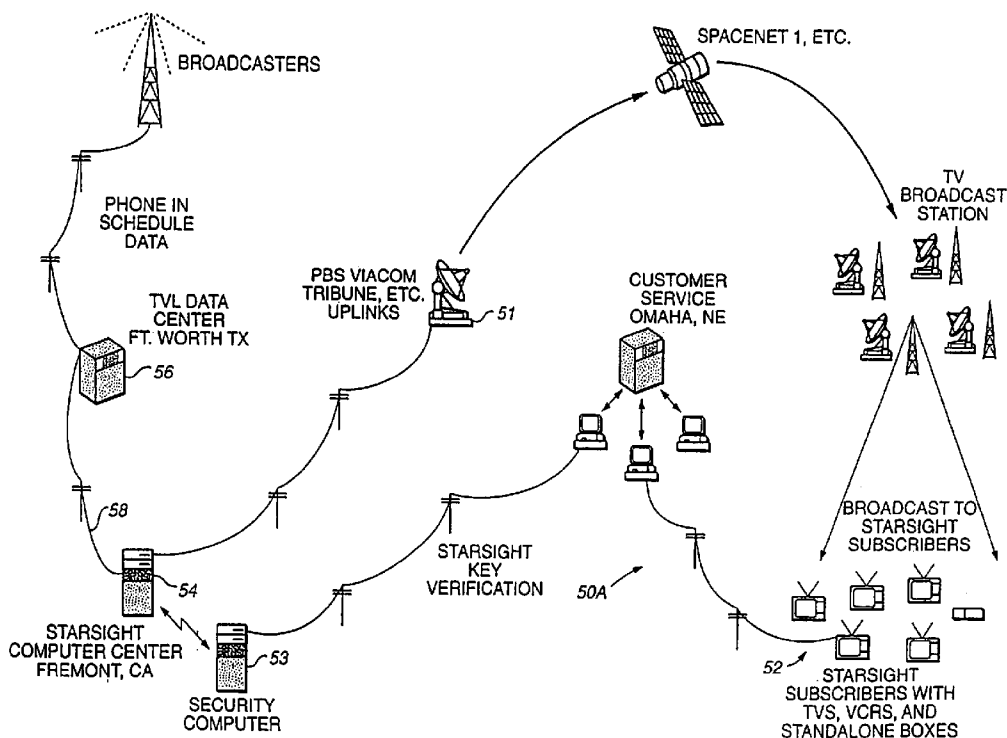 BROADCASTERS
SPACENET 1, ETC.
PHONE IN
SCHEDULE
DATA
TV
BROADCAST
STATION
PBS VIACOM
TRIBUNE, ETC.
UPLINKS
51
CUSTOMER
SERVICE
OMAHA, NE
TVL DATA
CENTER
FT. WORTH TX
56
58
54
STARSIGHT
COMPUTER CENTER
FREMONT, CA
53
SECURITY
COMPUTER
STARSIGHT
KEY
VERIFICATION
50A
BROADCAST TO
STARSIGHT
SUBSCRIBERS
52
STARSIGHT
SUBSCRIBERS WITH
TVS, VCRS, AND
STANDALONE BOXES